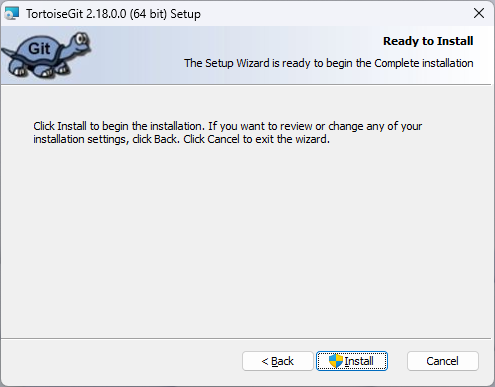 TortoiseGit 2.18.0.0 (64 bit) Setup
Git
Ready to Install
The Setup Wizard is ready to begin the Complete installation
Click Install to begin the installation. If you want to review or change any of your
installation settings, click Back. Click Cancel to exit the wizard.
< Back
Install
Cancel